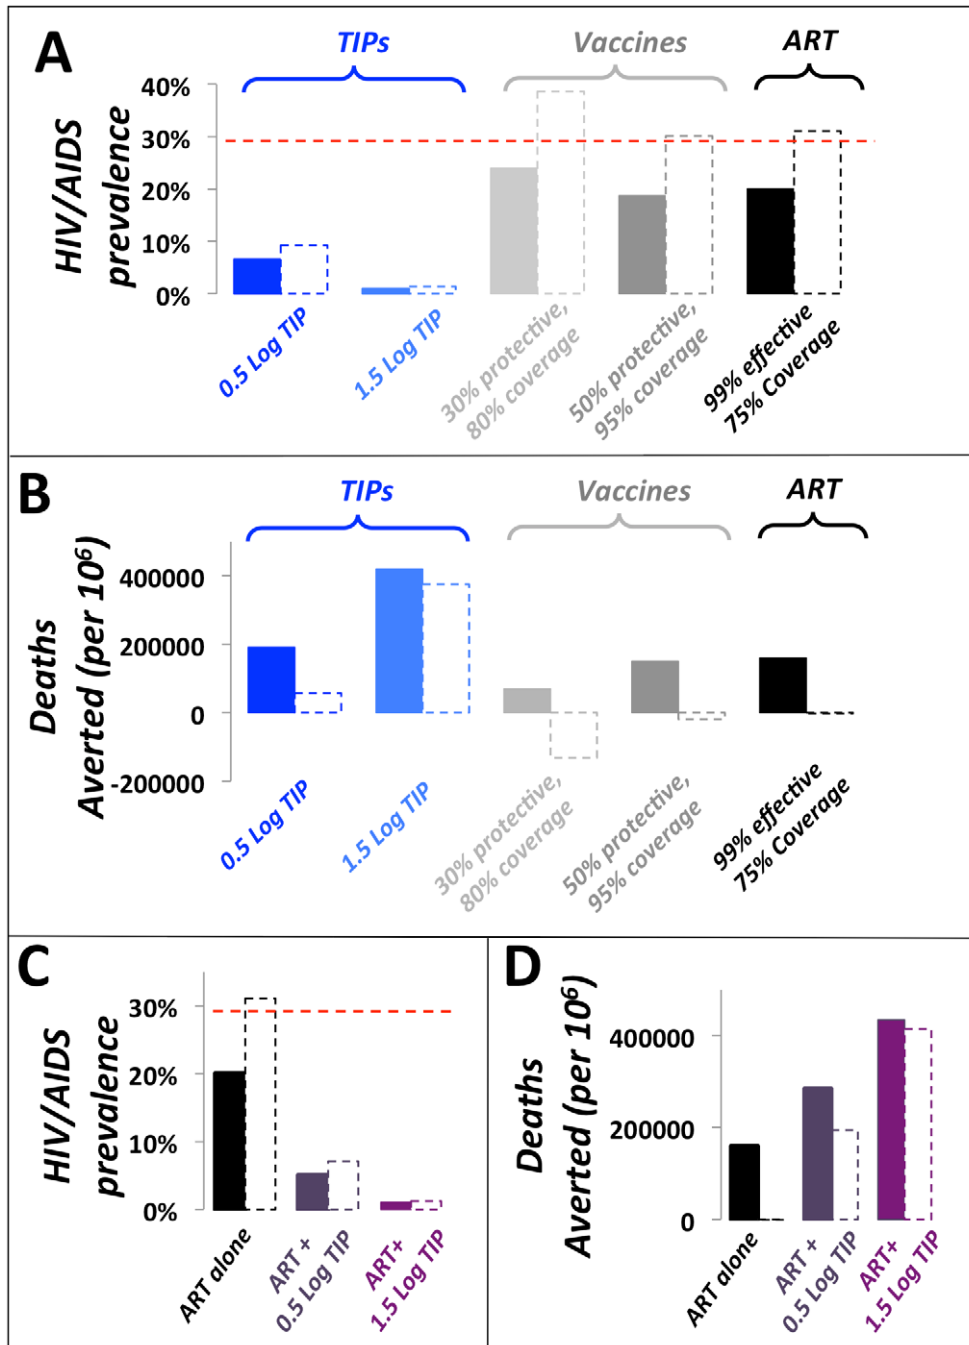 A
TIPs
Vaccines
ART
HIV/AIDS
prevalence
40%
30%
20%
10%
0%
0.5 Log TIP
1.5 Log TIP
30% protective,
80% coverage
50% protective,
95% coverage
99% effective
75% Coverage
B
TIPs
Vaccines
ART
Deaths
Averted (per 10⁶)
400000
200000
0
-200000
0.5 Log TIP
1.5 Log TIP
30% protective,
80% coverage
50% protective,
95% coverage
99% effective
75% Coverage
C
HIV/AIDS
prevalence
30%
20%
10%
0%
ART alone
ART +
0.5 Log TIP
ART+
1.5 Log TIP
D
Deaths
Averted (per 10⁶)
400000
200000
0
ART alone
ART +
0.5 Log TIP
ART+
1.5 Log TIP